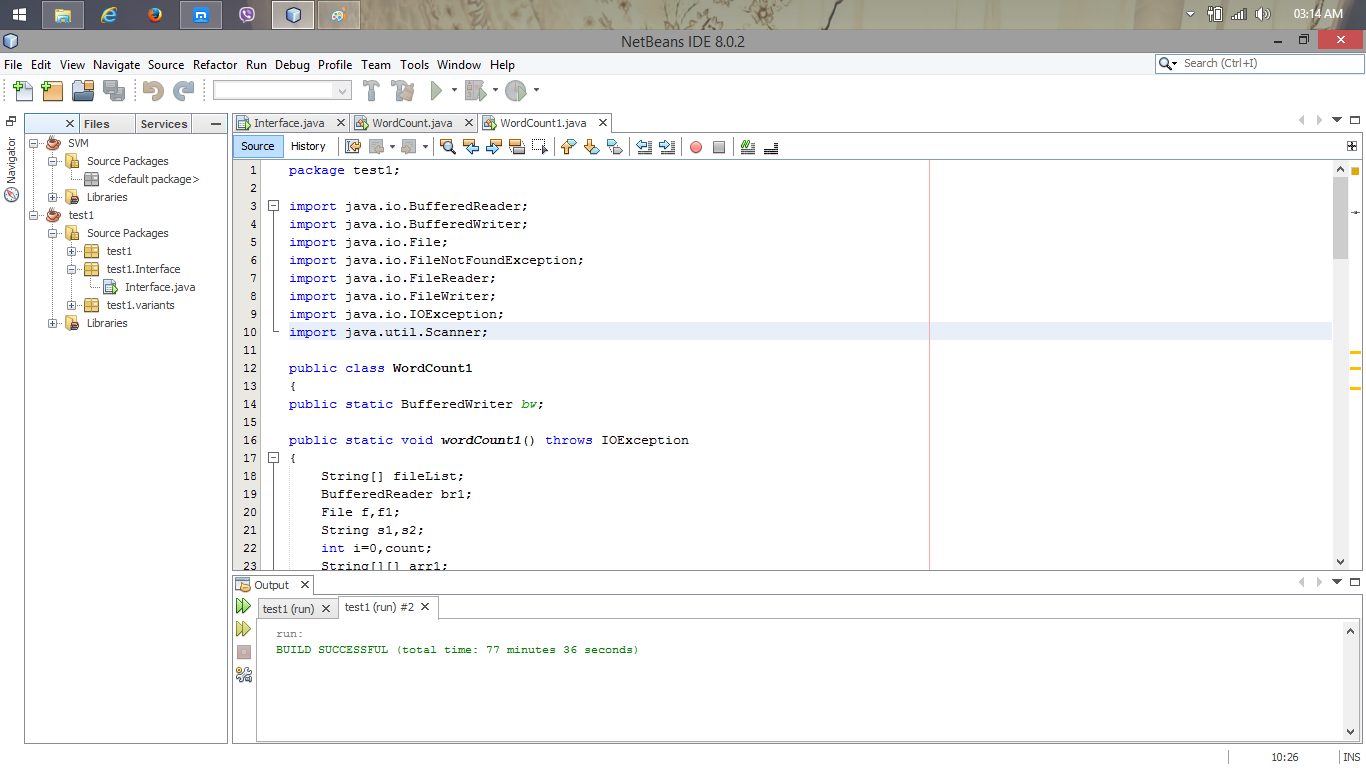 03:14 AM
NetBeans IDE 8.0.2
File Edit View Navigate Source Refactor Run Debug Profile Team Tools Window Help
Search (Ctrl+I)
Navigator
Files Services
SVM
Source Packages
<default package>
Libraries
test1
Source Packages
test1
test1.Interface
Interface.java
test1.variants
Libraries
Interface.java WordCount.java WordCount1.java
Source History
1 package test1;
2
3 import java.io.BufferedReader;
4 import java.io.BufferedWriter;
5 import java.io.File;
6 import java.io.FileNotFoundException;
7 import java.io.FileReader;
8 import java.io.FileWriter;
9 import java.io.IOException;
10 import java.util.Scanner;
11
12 public class WordCount1
13 {
14 public static BufferedWriter bw;
15
16 public static void wordCount1() throws IOException
17 {
18 String[] fileList;
19 BufferedReader br1;
20 File f,f1;
21 String s1,s2;
22 int i=0,count;
23 String[][] arr1;
Output
test1 (run) test1 (run) #2
run:
BUILD SUCCESSFUL (total time: 77 minutes 36 seconds)
10:26 INS